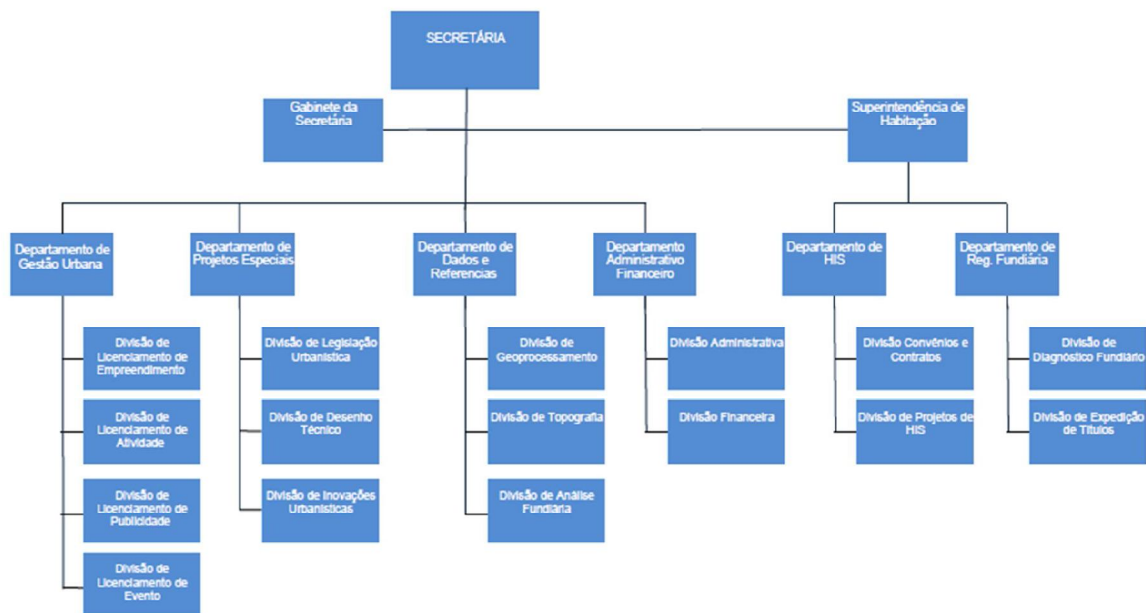 SECRETÁRIA
Gabinete da
Secretária
Superintendência de
Habitação
Departamento de
Gestão Urbana
Departamento de
Projetos Especiais
Departamento de
Dados e
Referencias
Departamento
Administrativo
Financeiro
Departamento de
HIS
Departamento de
Reg. Fundiária
Divisão de
Licenciamento de
Empreendimento
Divisão de Legislação
Urbanística
Divisão de
Geoprocessamento
Divisão Administrativa
Divisão Convênios e
Contratos
Divisão de
Diagnóstico Fundiário
Divisão de
Licenciamento de
Atividade
Divisão de Desenho
Técnico
Divisão de Topografia
Divisão Financeira
Divisão de Projetos de
HIS
Divisão de Expedição
de Títulos
Divisão de
Licenciamento de
Publicidade
Divisão de Inovações
Urbanísticas
Divisão de Análise
Fundiária
Divisão de
Licenciamento de
Evento